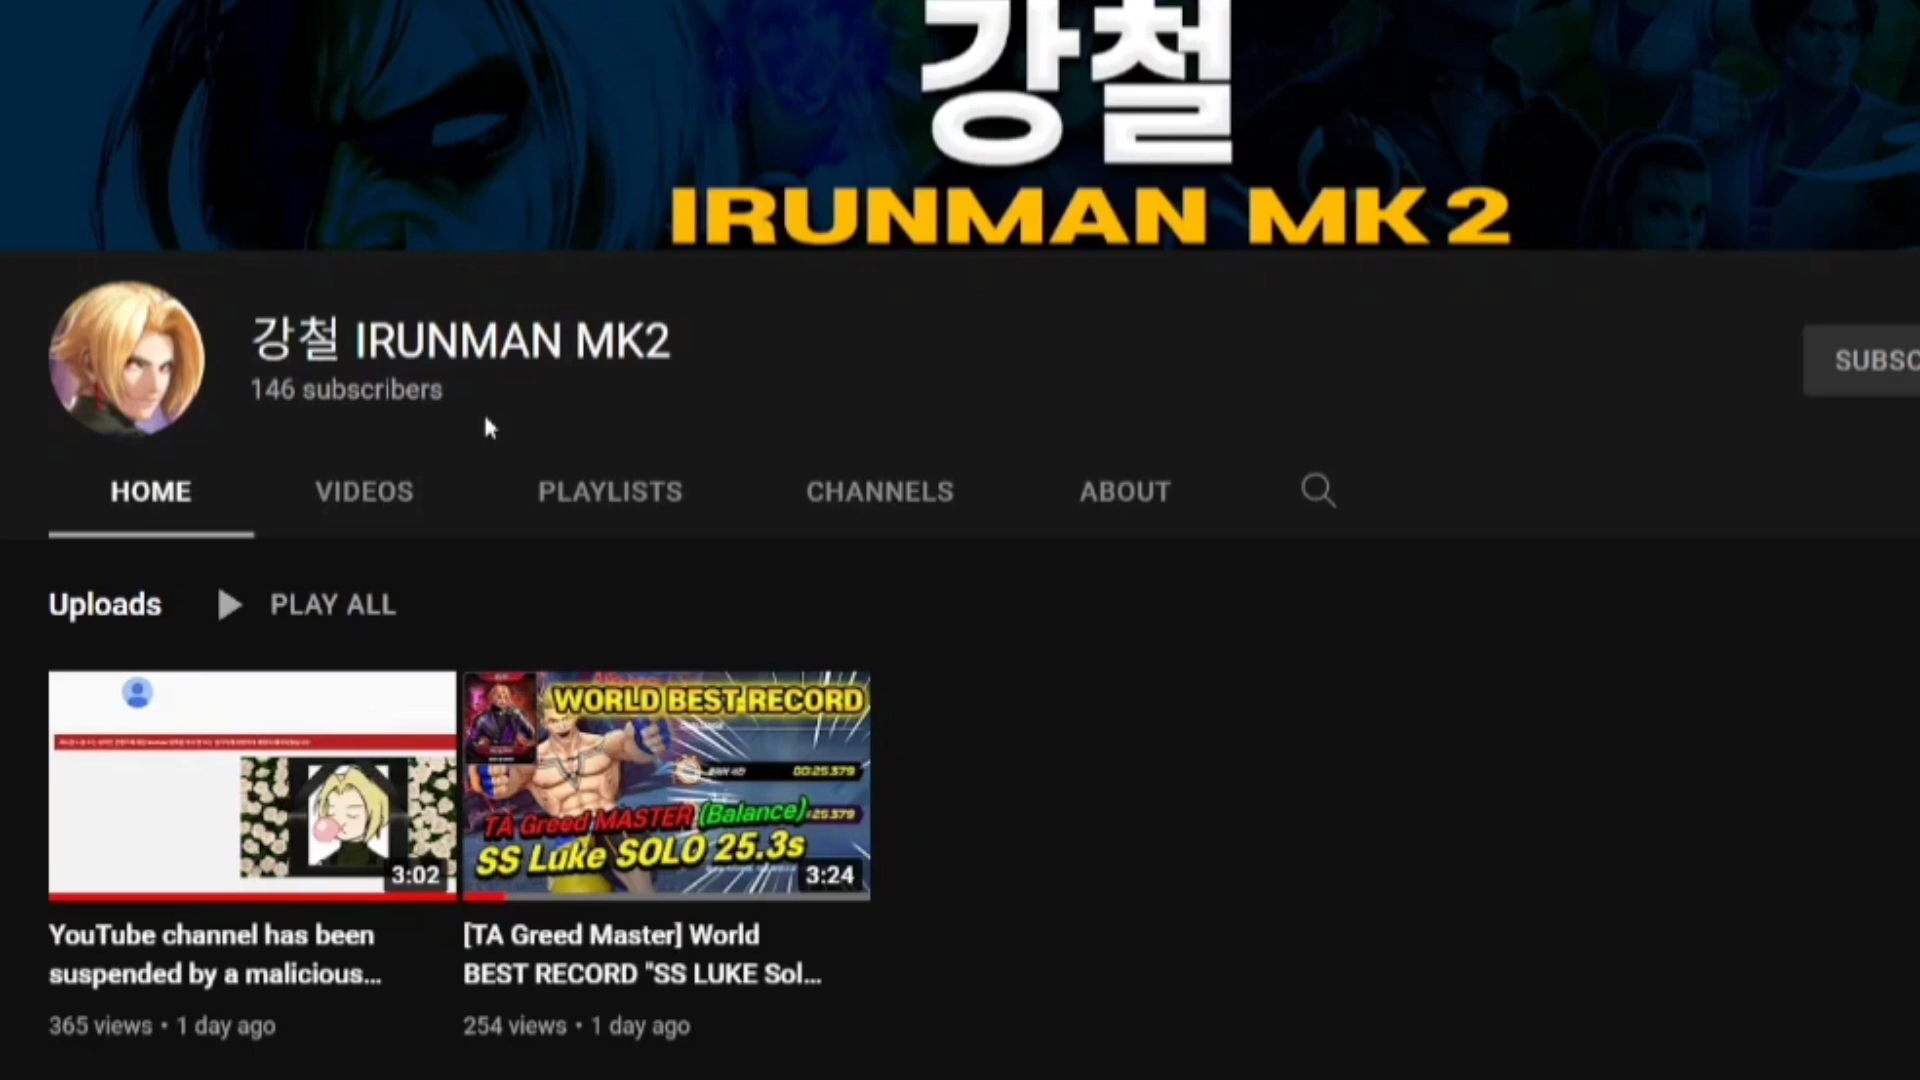 강철
IRUNMAN MK2
강철 IRUNMAN MK2
146 subscribers
SUBSC
HOME
VIDEOS
PLAYLISTS
CHANNELS
ABOUT
Uploads
PLAY ALL
3:02
WORLD BEST RECORD
00:25.379
TA Greed MASTER (Balance)
:25.379
SS Luke SOLO 25.3s
3:24
YouTube channel has been
suspended by a malicious...
365 views • 1 day ago
[TA Greed Master] World
BEST RECORD "SS LUKE Sol...
254 views • 1 day ago